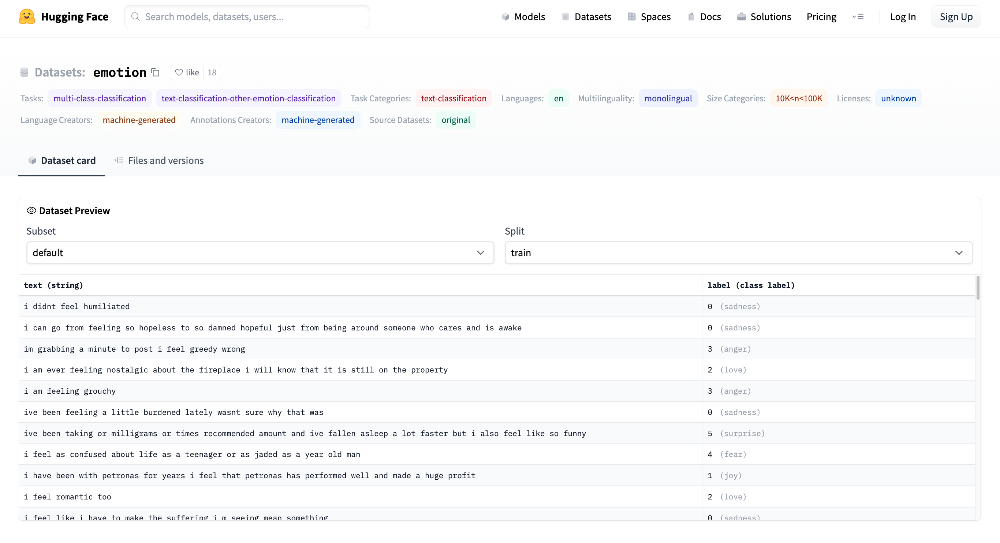 Hugging Face Search models, datasets, users... Models Datasets Spaces Docs Solutions Pricing Log In Sign Up
Datasets: emotion like 18
Tasks: multi-class-classification text-classification-other-emotion-classification Task Categories: text-classification Languages: en Multilinguality: monolingual Size Categories: 10K<n<100K Licenses: unknown
Language Creators: machine-generated Annotations Creators: machine-generated Source Datasets: original
Dataset card Files and versions
Dataset Preview
Subset Split
default train
text (string) label (class label)
i didnt feel humiliated 0 (sadness)
i can go from feeling so hopeless to so damned hopeful just from being around someone who cares and is awake 0 (sadness)
im grabbing a minute to post i feel greedy wrong 3 (anger)
i am ever feeling nostalgic about the fireplace i will know that it is still on the property 2 (love)
i am feeling grouchy 3 (anger)
ive been feeling a little burdened lately wasnt sure why that was 0 (sadness)
ive been taking or milligrams or times recommended amount and ive fallen asleep a lot faster but i also feel like so funny 5 (surprise)
i feel as confused about life as a teenager or as jaded as a year old man 4 (fear)
i have been with petronas for years i feel that petronas has performed well and made a huge profit 1 (joy)
i feel romantic too 2 (love)
i feel like i have to make the suffering i m seeing mean something 0 (sadness)